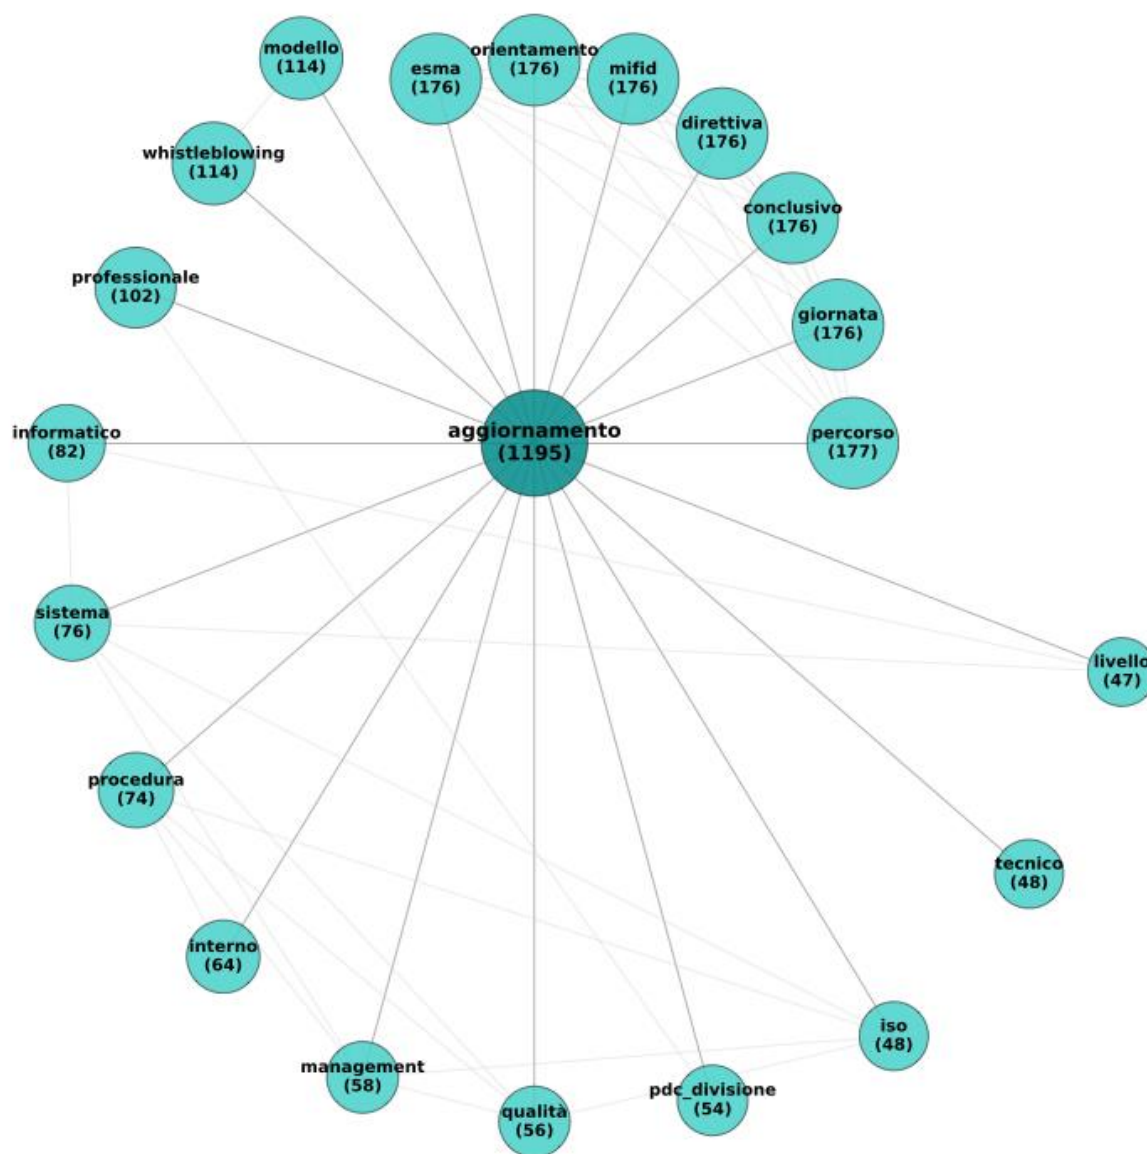 modello
(114)
esma
(176)
orientamento
(176)
mifid
(176)
direttiva
(176)
whistleblowing
(114)
conclusivo
(176)
professionale
(102)
giornata
(176)
informatico
(82)
aggiornamento
(1195)
percorso
(177)
sistema
(76)
livello
(47)
procedura
(74)
tecnico
(48)
interno
(64)
iso
(48)
management
(58)
qualità
(56)
pdc_divisione
(54)